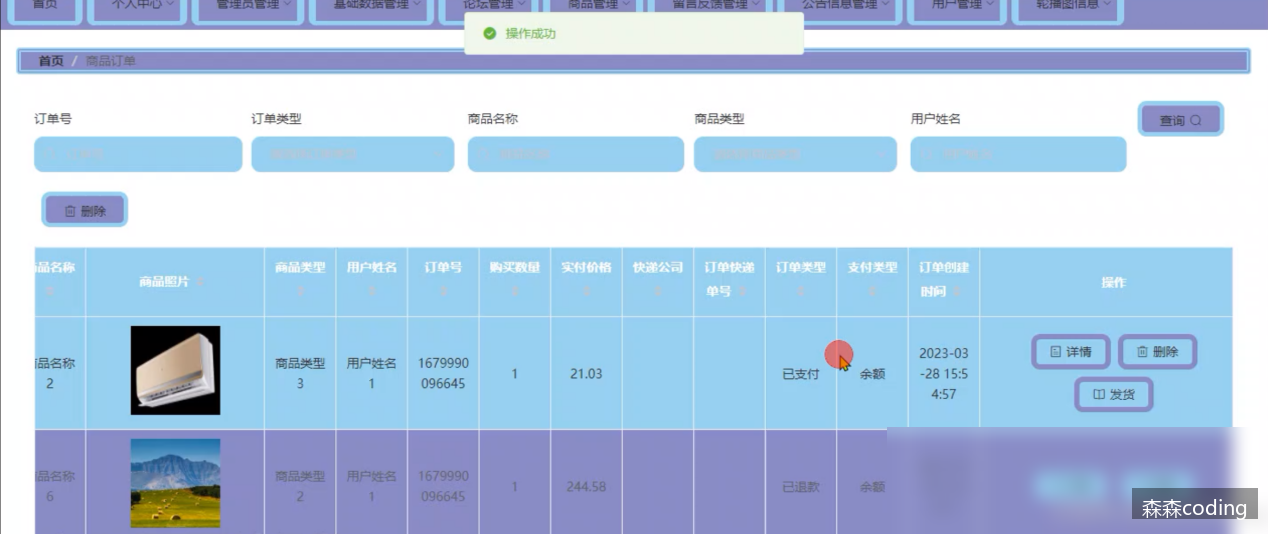 首页 个人中心 管理员管理 基础数据管理 论坛管理 商品管理 留言反馈管理 公告信息管理 用户管理 轮播图信息
操作成功
首页 / 商品订单
订单号 订单类型 商品名称 商品类型 用户姓名 查询
删除
品名称 商品照片 商品类型 用户姓名 订单号 购买数量 实付价格 快递公司 订单快递 订单类型 支付类型 订单创建 操作
单号 时间
品名称 商品类型 用户姓名 1679990 1 21.03 已支付 余额 2023-03 详情 删除
2 3 1 096645 -28 15:5 发货
4:57
品名称 商品类型 用户姓名 1679990 1 244.58 已退款 余额
6 2 1 096645
森森coding